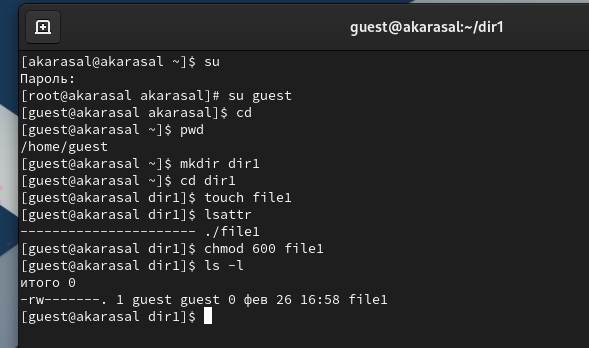 guest@akarasal:~/dir1
[akarasal@akarasal ~]$ su
Пароль:
[root@akarasal akarasal]# su guest
[guest@akarasal akarasal]$ cd
[guest@akarasal ~]$ pwd
/home/guest
[guest@akarasal ~]$ mkdir dir1
[guest@akarasal ~]$ cd dir1
[guest@akarasal dir1]$ touch file1
[guest@akarasal dir1]$ lsattr
---------------------- ./file1
[guest@akarasal dir1]$ chmod 600 file1
[guest@akarasal dir1]$ ls -l
итого 0
-rw-------. 1 guest guest 0 фев 26 16:58 file1
[guest@akarasal dir1]$